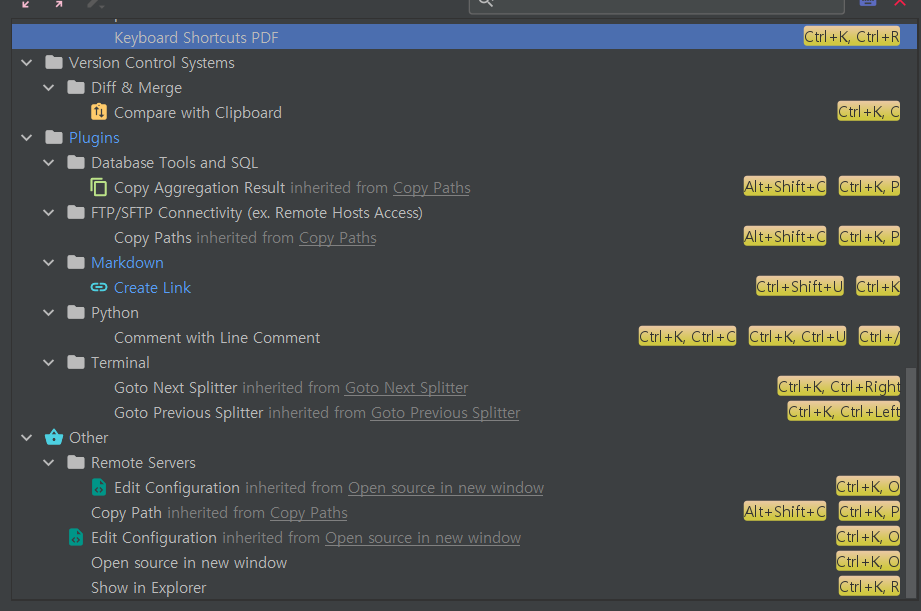 Keyboard Shortcuts PDF Ctrl+K, Ctrl+R
Version Control Systems
Diff & Merge
Compare with Clipboard Ctrl+K, C
Plugins
Database Tools and SQL
Copy Aggregation Result inherited from Copy Paths Alt+Shift+C Ctrl+K, P
FTP/SFTP Connectivity (ex. Remote Hosts Access)
Copy Paths inherited from Copy Paths Alt+Shift+C Ctrl+K, P
Markdown
Create Link Ctrl+Shift+U Ctrl+K
Python
Comment with Line Comment Ctrl+K, Ctrl+C Ctrl+K, Ctrl+U Ctrl+/
Terminal
Goto Next Splitter inherited from Goto Next Splitter Ctrl+K, Ctrl+Right
Goto Previous Splitter inherited from Goto Previous Splitter Ctrl+K, Ctrl+Left
Other
Remote Servers
Edit Configuration inherited from Open source in new window Ctrl+K, O
Copy Path inherited from Copy Paths Alt+Shift+C Ctrl+K, P
Edit Configuration inherited from Open source in new window Ctrl+K, O
Open source in new window Ctrl+K, O
Show in Explorer Ctrl+K, R